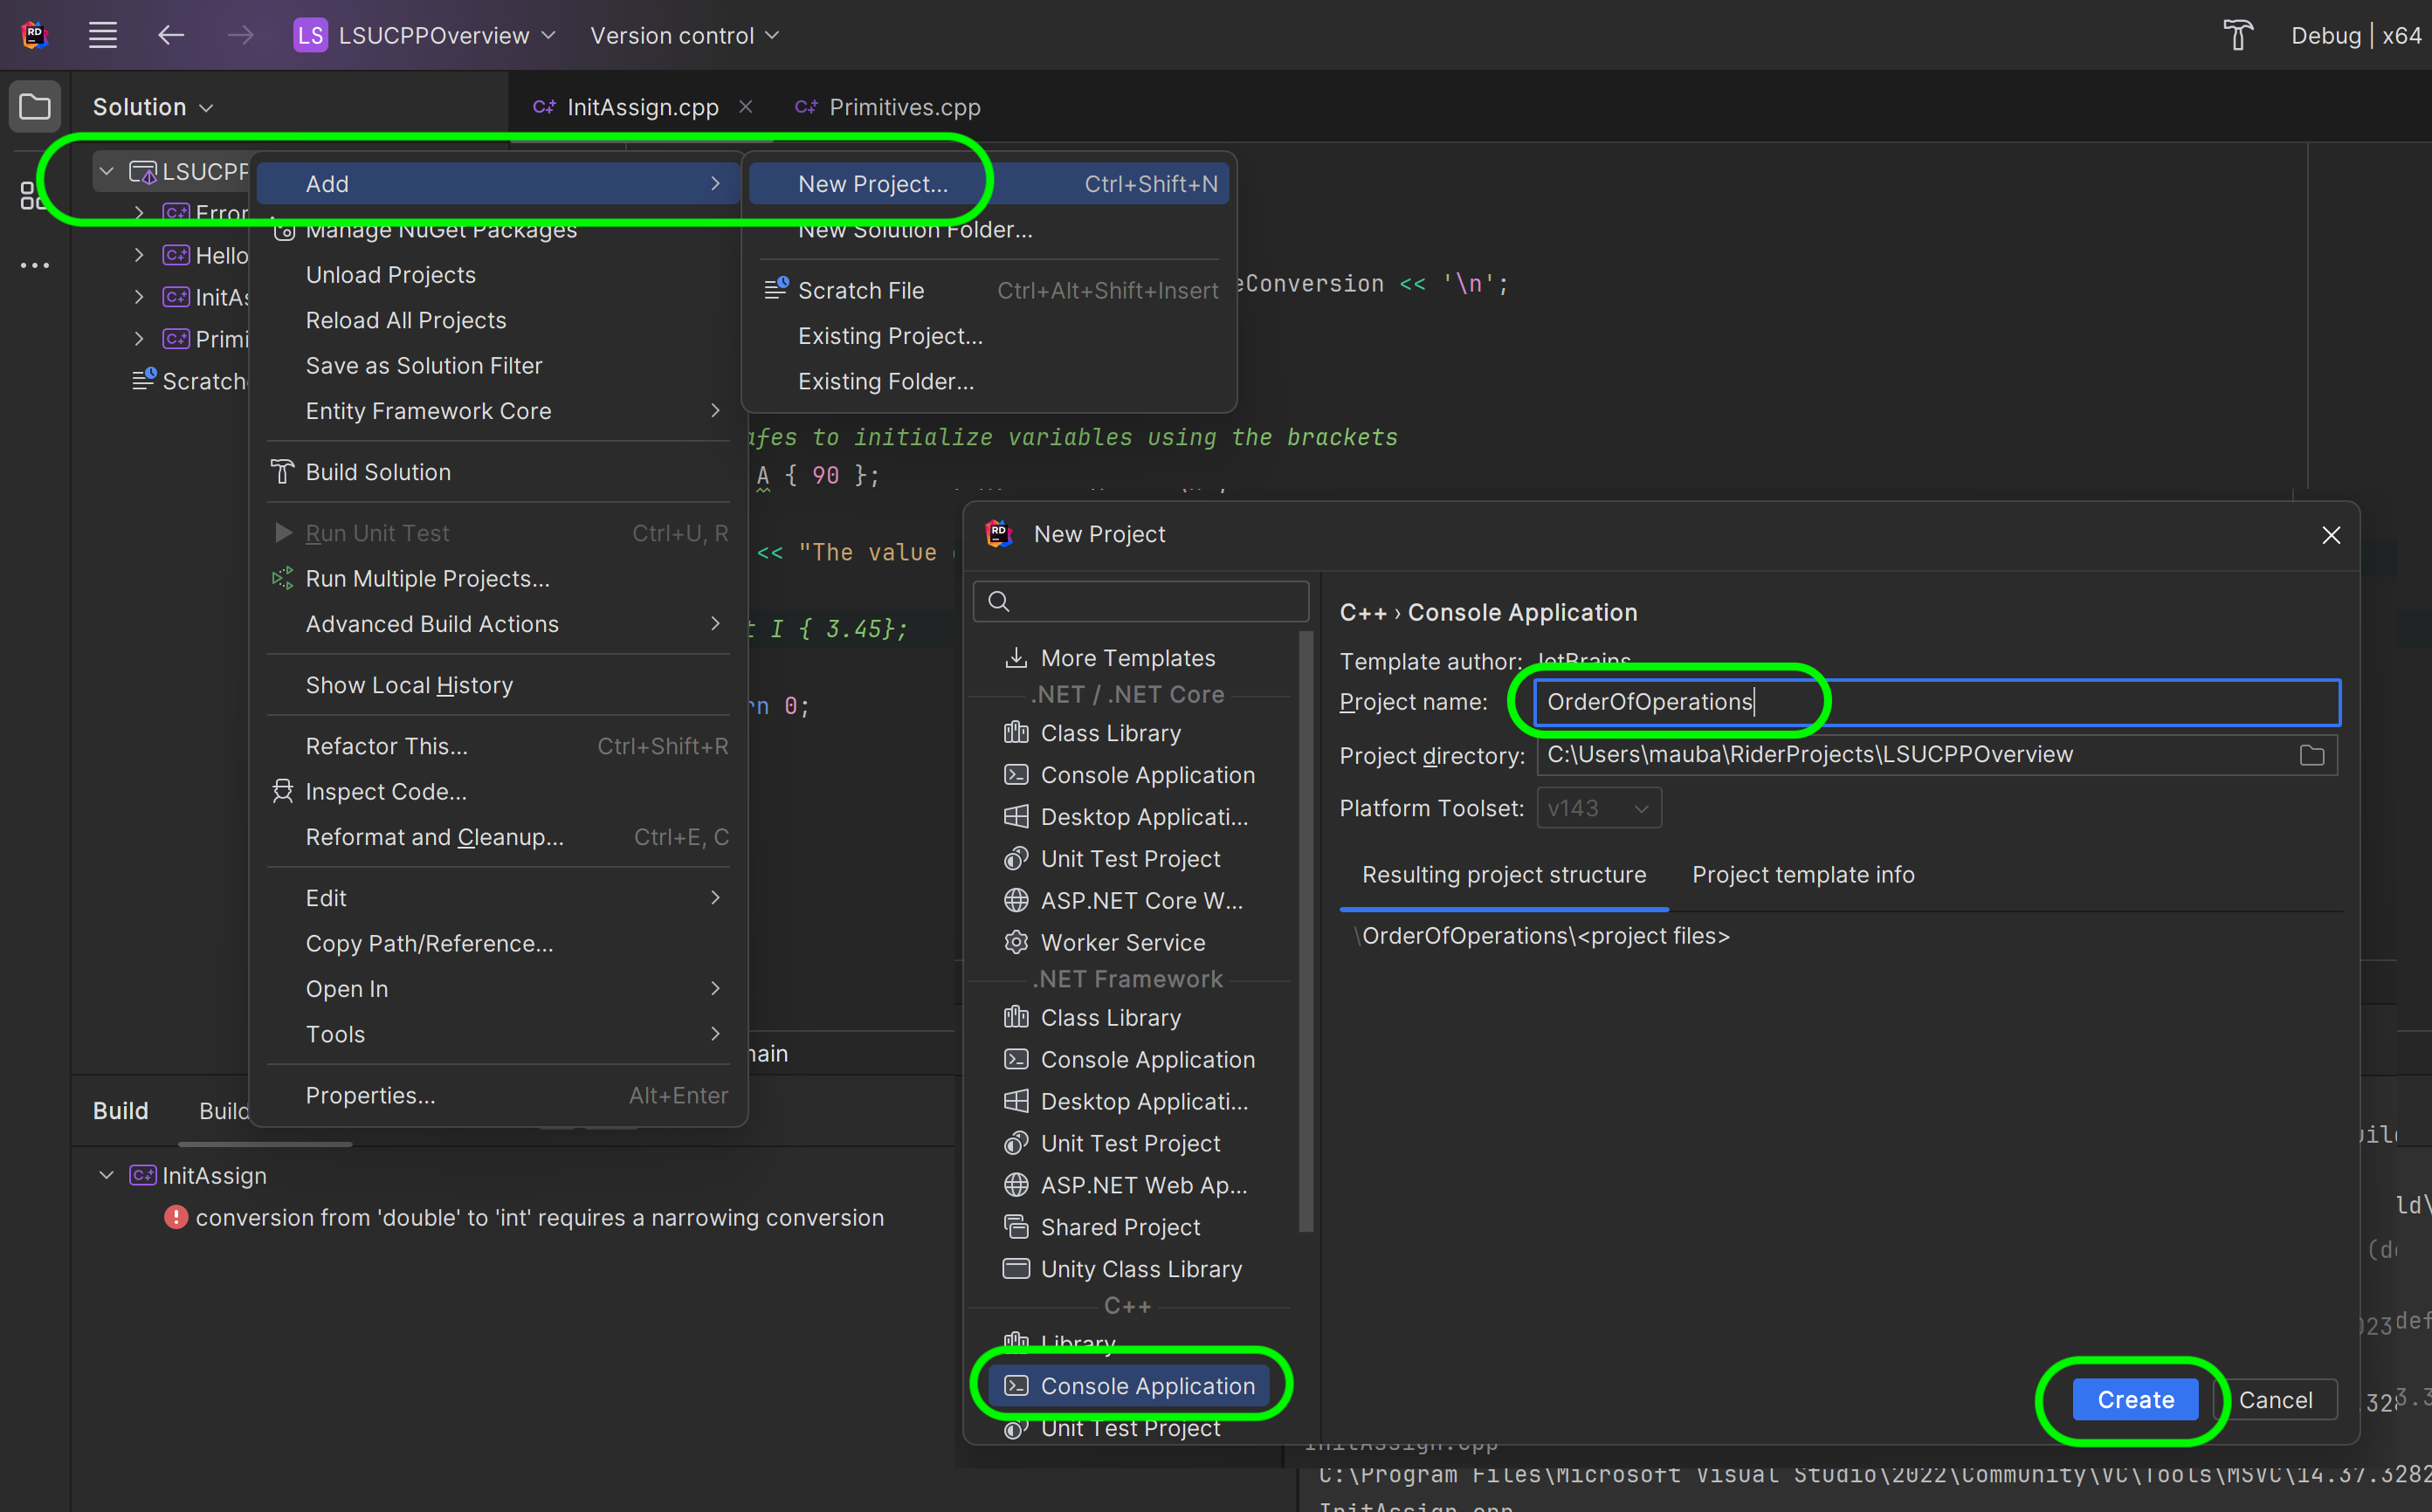 LS LSUCPPOverview Version control Debug | x64
Solution InitAssign.cpp Primitives.cpp
LSUCPP
Add
New Project... Ctrl+Shift+N
Error
Manage NuGet Packages
New Solution Folder...
Hello
Unload Projects
Scratch File Ctrl+Alt+Shift+Insert
eConversion << '\n';
Reload All Projects
Existing Project...
Save as Solution Filter
Existing Folder...
Entity Framework Core
to initialize variables using the brackets
Build Solution
A { 90 };
Run Unit Test Ctrl+U, R
<< "The value
Run Multiple Projects...
Advanced Build Actions
I { 3.45};
Show Local History
0;
Refactor This... Ctrl+Shift+R
Inspect Code...
Reformat and Cleanup... Ctrl+E, C
Edit
Copy Path/Reference...
Open In
Tools
Properties... Alt+Enter
Build Build
InitAssign
conversion from 'double' to 'int' requires a narrowing conversion
New Project
More Templates
.NET / .NET Core
Class Library
Console Application
Desktop Applicati...
Unit Test Project
ASP.NET Core W...
Worker Service
.NET Framework
Class Library
Console Application
Desktop Applicati...
Unit Test Project
ASP.NET Web Ap...
Shared Project
Unity Class Library
C++
Library
Console Application
Unit Test Project
C++ › Console Application
Template author: JetBrains
Project name: OrderOfOperations
Project directory: C:\Users\mauba\RiderProjects\LSUCPPOverview
Platform Toolset: v143
Resulting project structure Project template info
\OrderOfOperations\<project files>
Create Cancel
InitAssign.cpp
C:\Program Files\Microsoft Visual Studio\2022\Community\VC\Tools\MSVC\14.37.3282
InitAssign.cpp